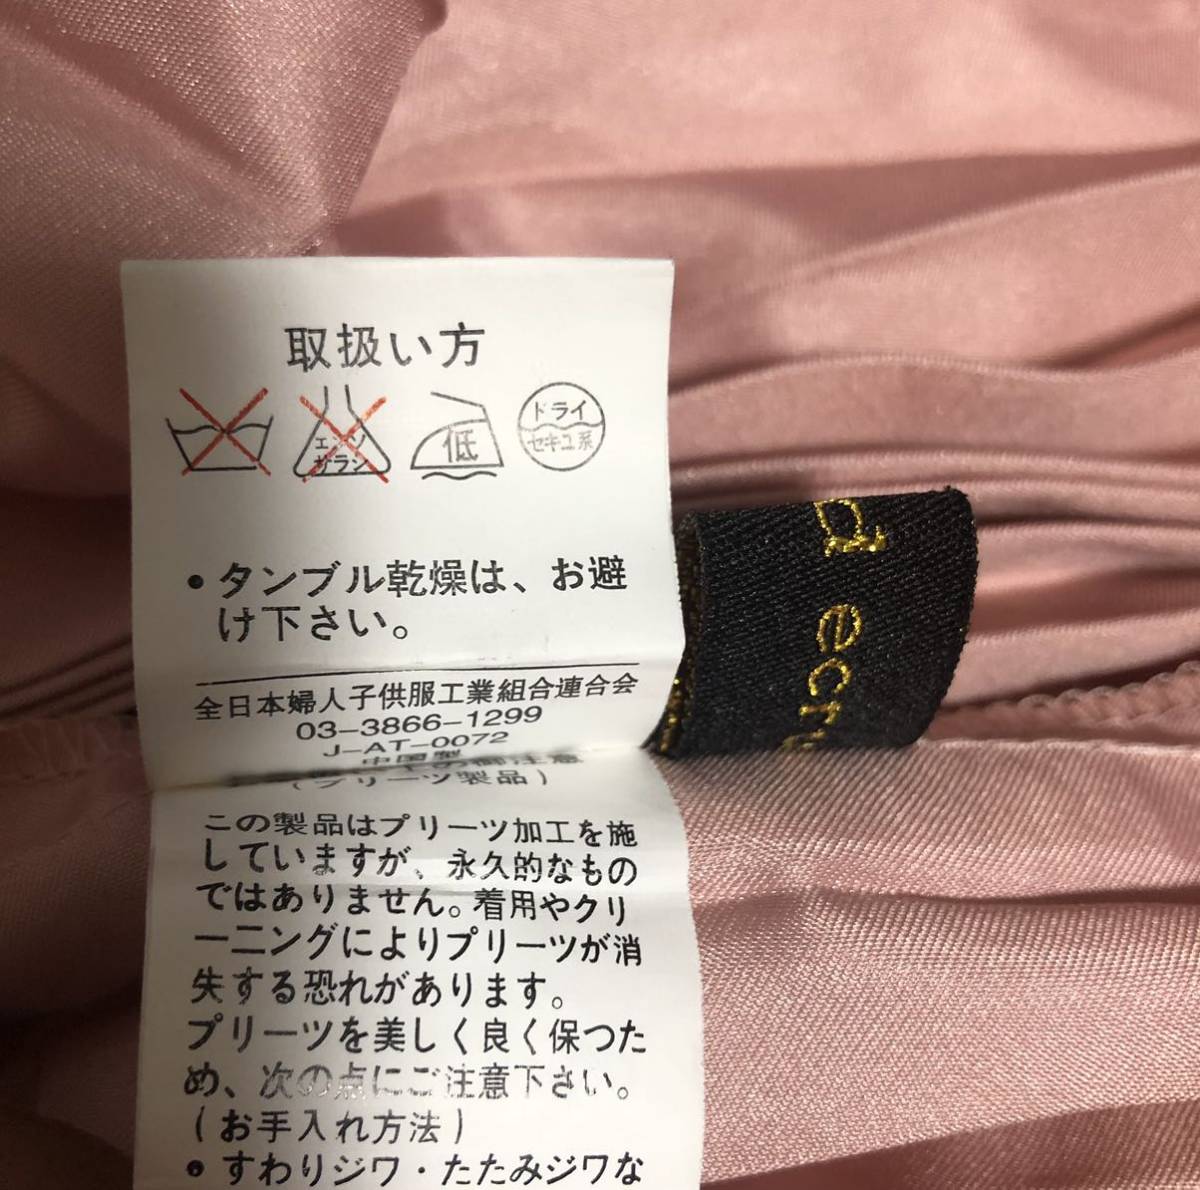 取扱い方
エンソ
サラシ
低
ドライ
セキユ系
•タンブル乾燥は、お避
け下さい。
全日本婦人子供服工業組合連合会
03-3866-1299
J-AT-0072
中国製
の御注意
(プリーツ製品)
この製品はプリーツ加工を施
していますが、永久的なもの
ではありません。着用やクリ
ーニングによりプリーツが消
失する恐れがあります。
プリーツを美しく良く保つた
め、次の点にご注意下さい。
(お手入れ方法)
•すわりジワ・たたみジワな
d ecr